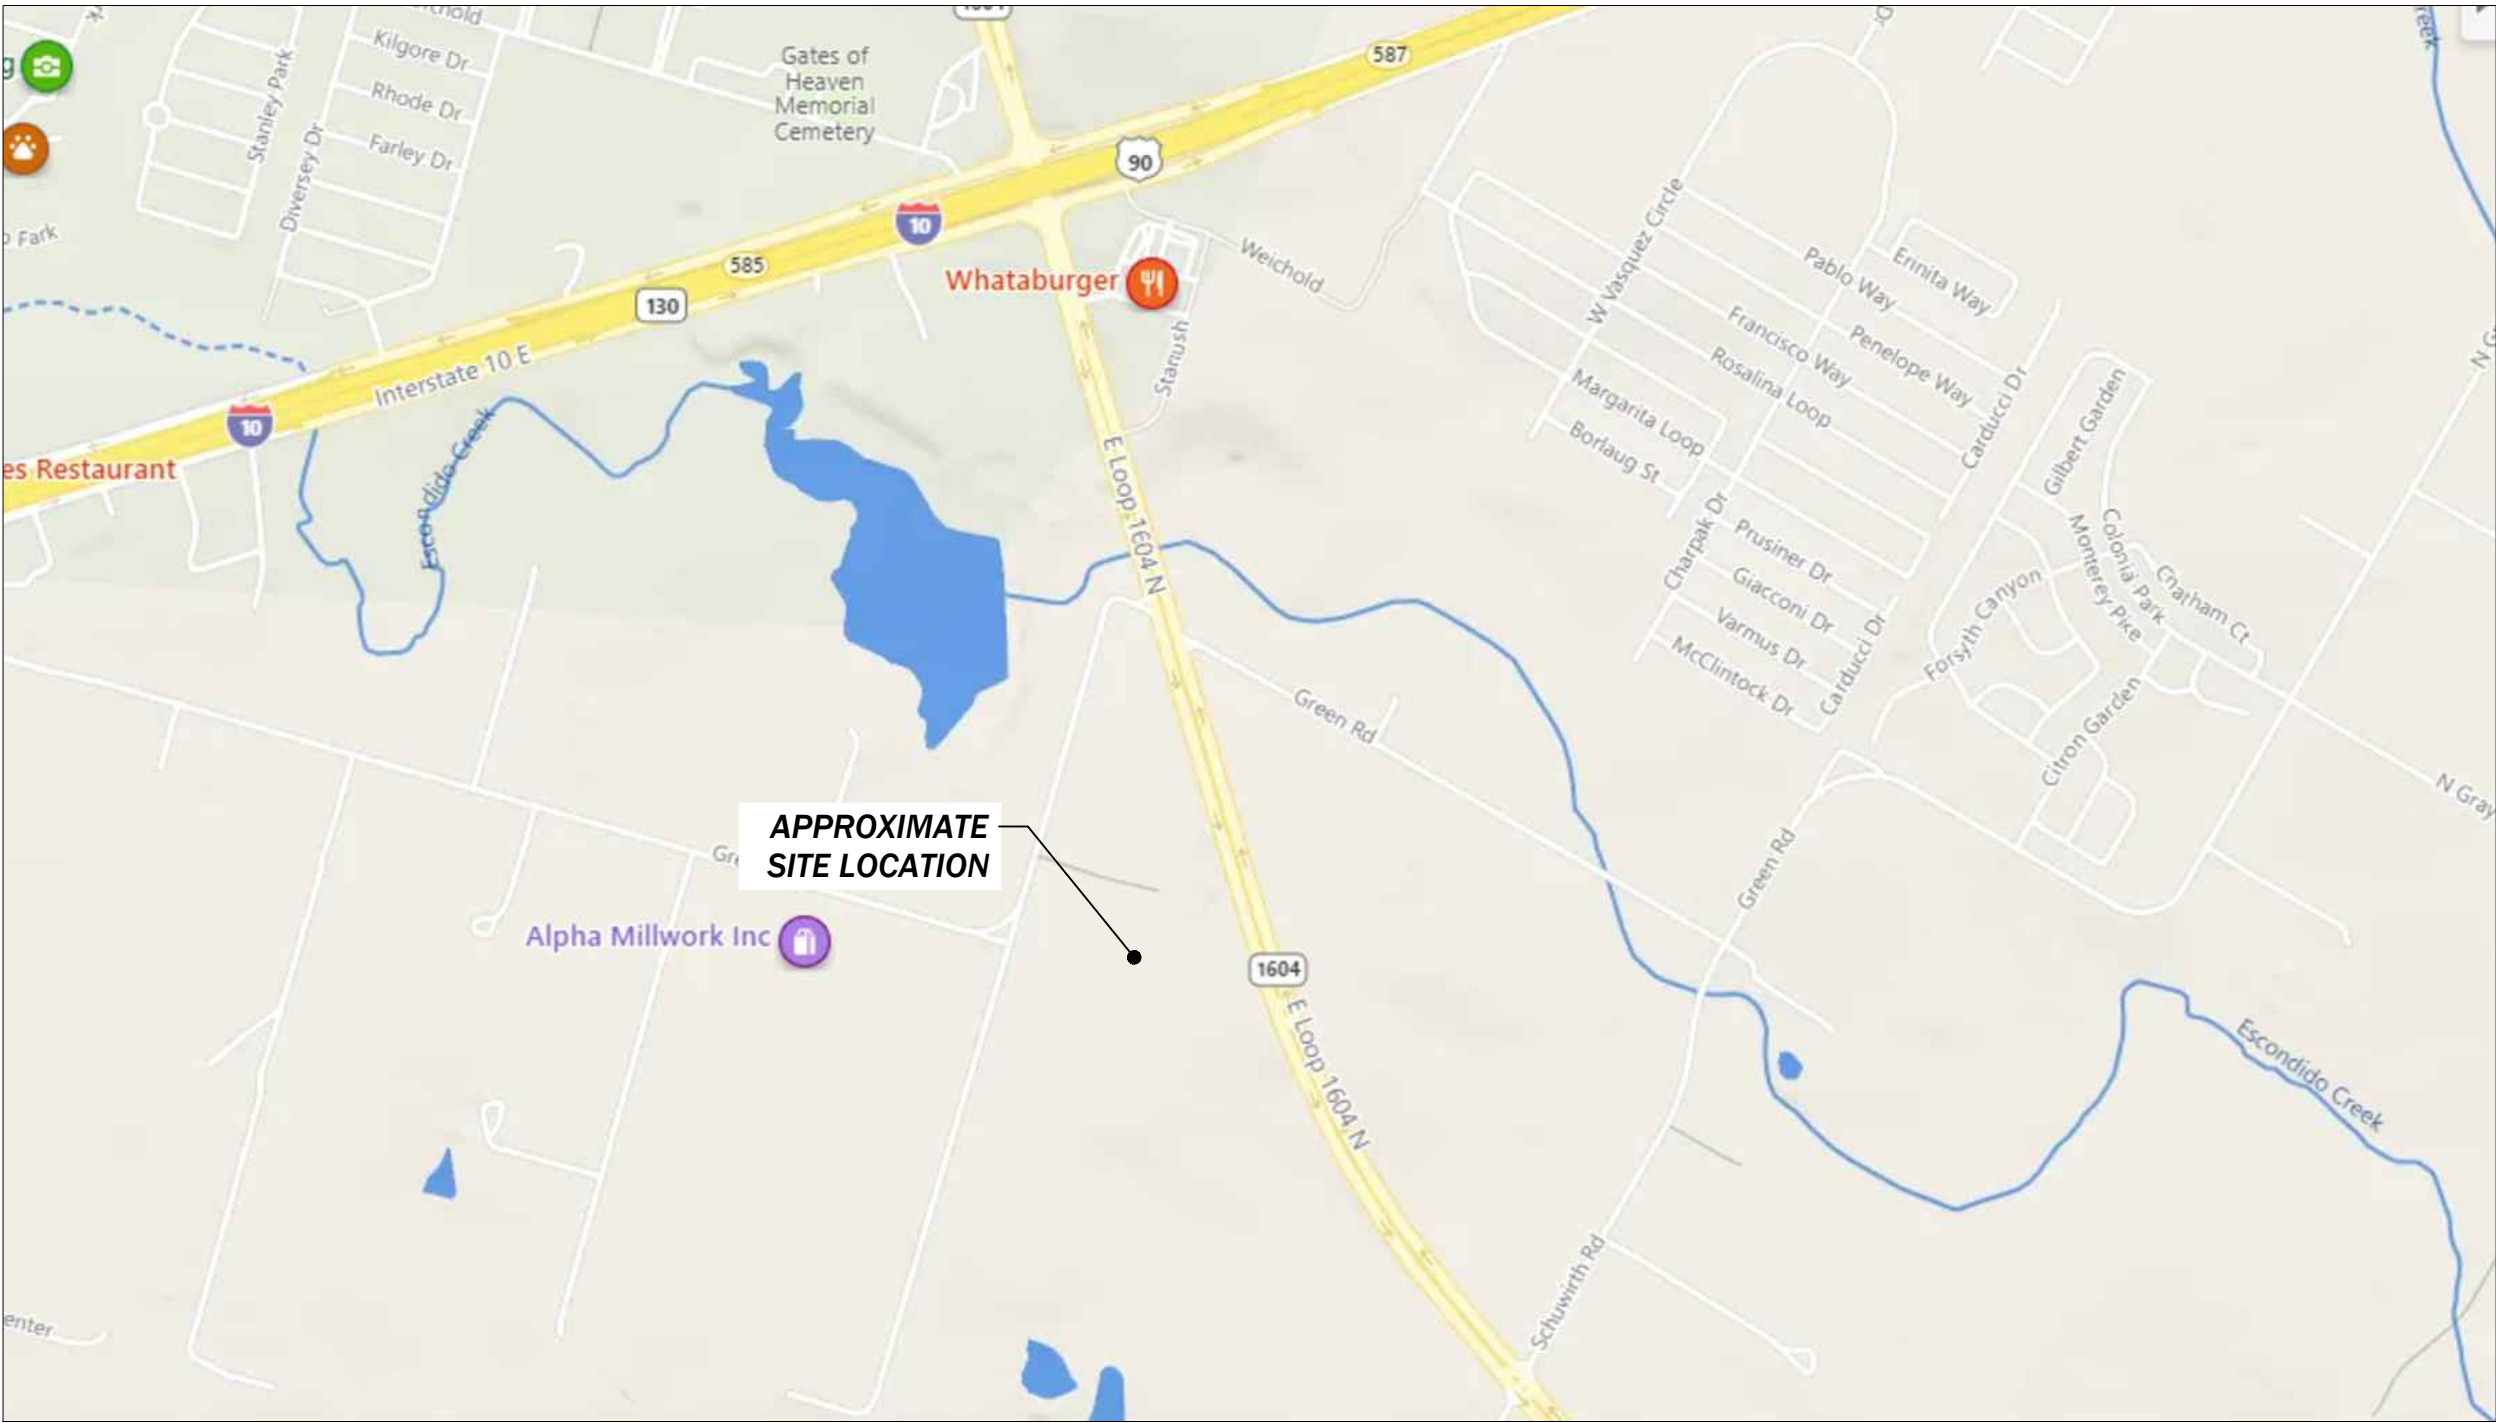 Kilgore Dr
Rhode Dr
Farley Dr
Stanley Park
Diversey Dr
Gates of
Heaven
Memorial
Cemetery
587
90
10
585
130
Interstate 10 E
10
Whataburger
Weichold
Stanush
E Loop 1604 N
Escondido Creek
es Restaurant
W Vasquez Circle
Pablo Way
Erinita Way
Francisco Way
Penelope Way
Rosalina Loop
Margarita Loop
Borlaug St
Carducci Dr
Gilbert Garden
Charpak Dr
Prusiner Dr
Giacconi Dr
Varmus Dr
McClintock Dr
Carducci Dr
Colonia Park
Monterey Pike
Chatham Ct
Forsyth Canyon
Citron Garden
N Gray
Green Rd
Green Rd
APPROXIMATE
SITE LOCATION
Alpha Millwork Inc
1604
E Loop 1604 N
Escondido Creek
Schuwirth Rd
enter